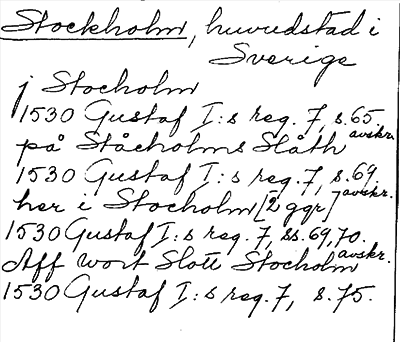 Stockholm, huvudstad i
Sverige
j Stocholm
1530 Gustaf I:s reg. 7, s. 65
avskr.
på Ståcholms Slåth
1530 Gustaf I:s reg. 7, s. 69.
avskr.
her i Stocholm [2 ggr]
1530 Gustaf I:s reg. 7, ss. 69, 70.
avskr.
Aff wort Slott Stocholm
1530 Gustaf I:s reg. 7, s. 75.